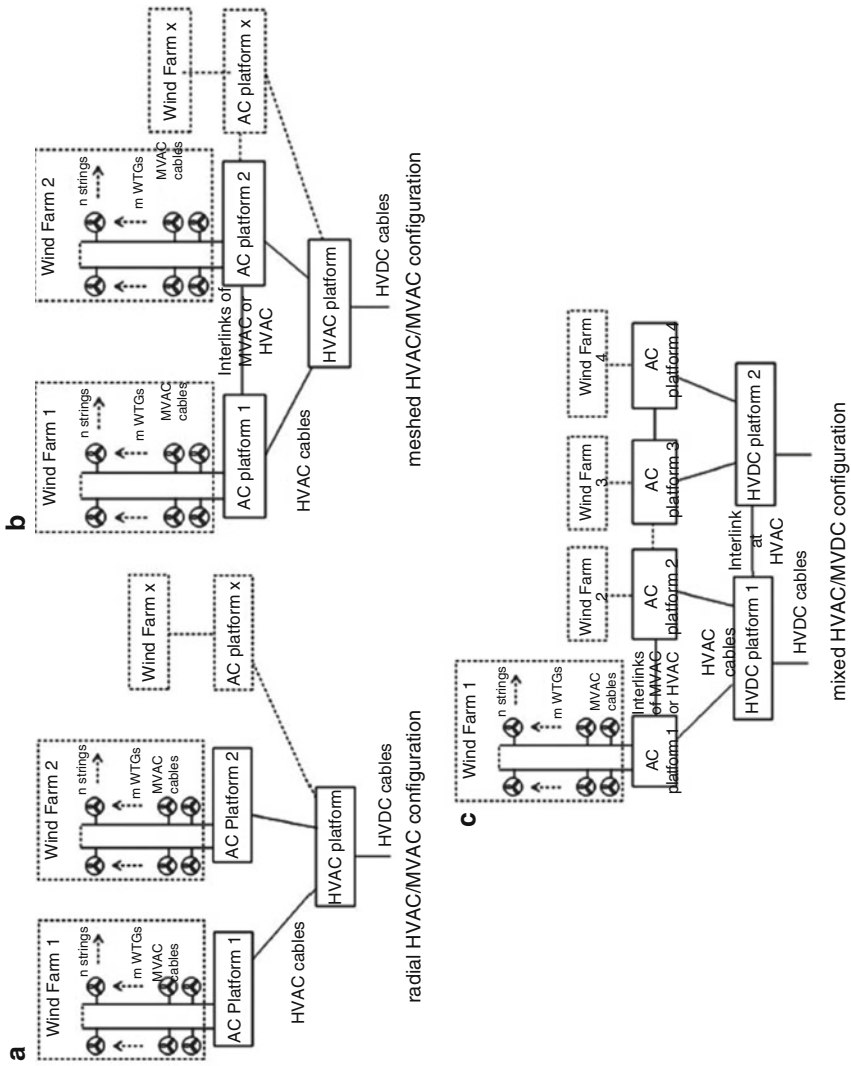 a
Wind Farm 1
n strings
m WTGs
MVAC
cables
AC Platform 1
Wind Farm 2
n strings
m WTGs
MVAC
cables
AC Platform 2
Wind Farm x
AC platform x
HVAC cables
HVAC platform
HVDC cables
radial HVAC/MVAC configuration
b
Wind Farm 1
n strings
m WTGs
MVAC
cables
AC platform 1
Interlinks of
MVAC or
HVAC
Wind Farm 2
n strings
m WTGs
MVAC
cables
AC platform 2
Wind Farm x
AC platform x
HVAC cables
HVAC platform
HVDC cables
meshed HVAC/MVAC configuration
c
Wind Farm 1
n strings
m WTGs
MVAC
cables
AC
platform 1
Interlinks
of MVAC
or HVAC
Wind Farm
2
AC
platform 2
Wind Farm
3
AC
platform 3
Wind Farm
4
AC
platform 4
HVAC
cables
HVDC platform 1
Interlink
at
HVAC
HVDC platform 2
HVDC cables
mixed HVAC/MVDC configuration